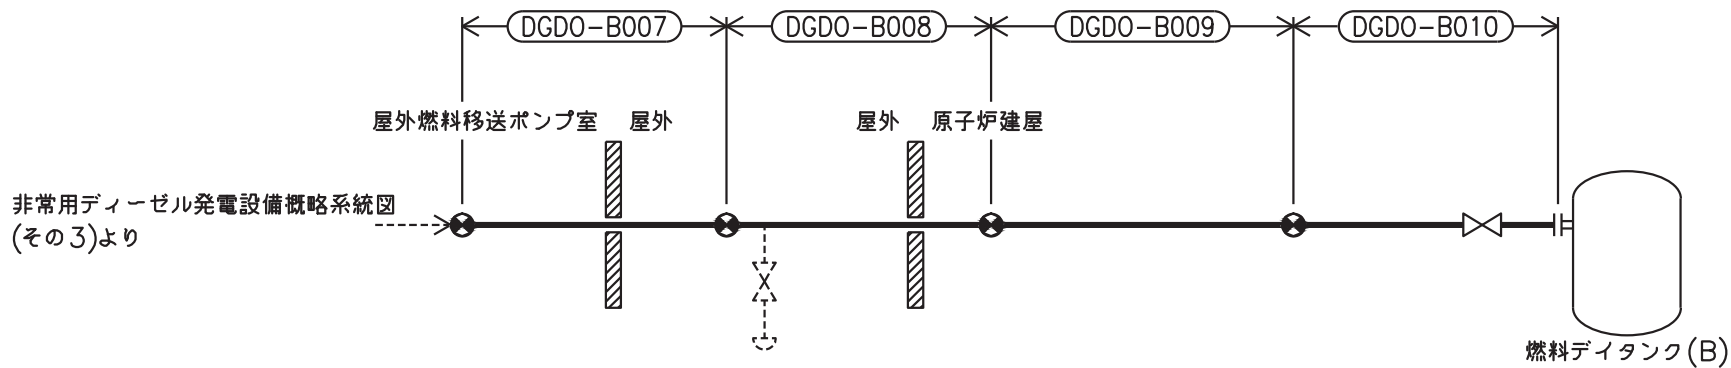 DGDO-B007 DGDO-B008 DGDO-B009 DGDO-B010
屋外燃料移送ポンプ室 屋外 屋外 原子炉建屋
非常用ディーゼル発電設備概略系統図
(その3)より
燃料デイタンク(B)